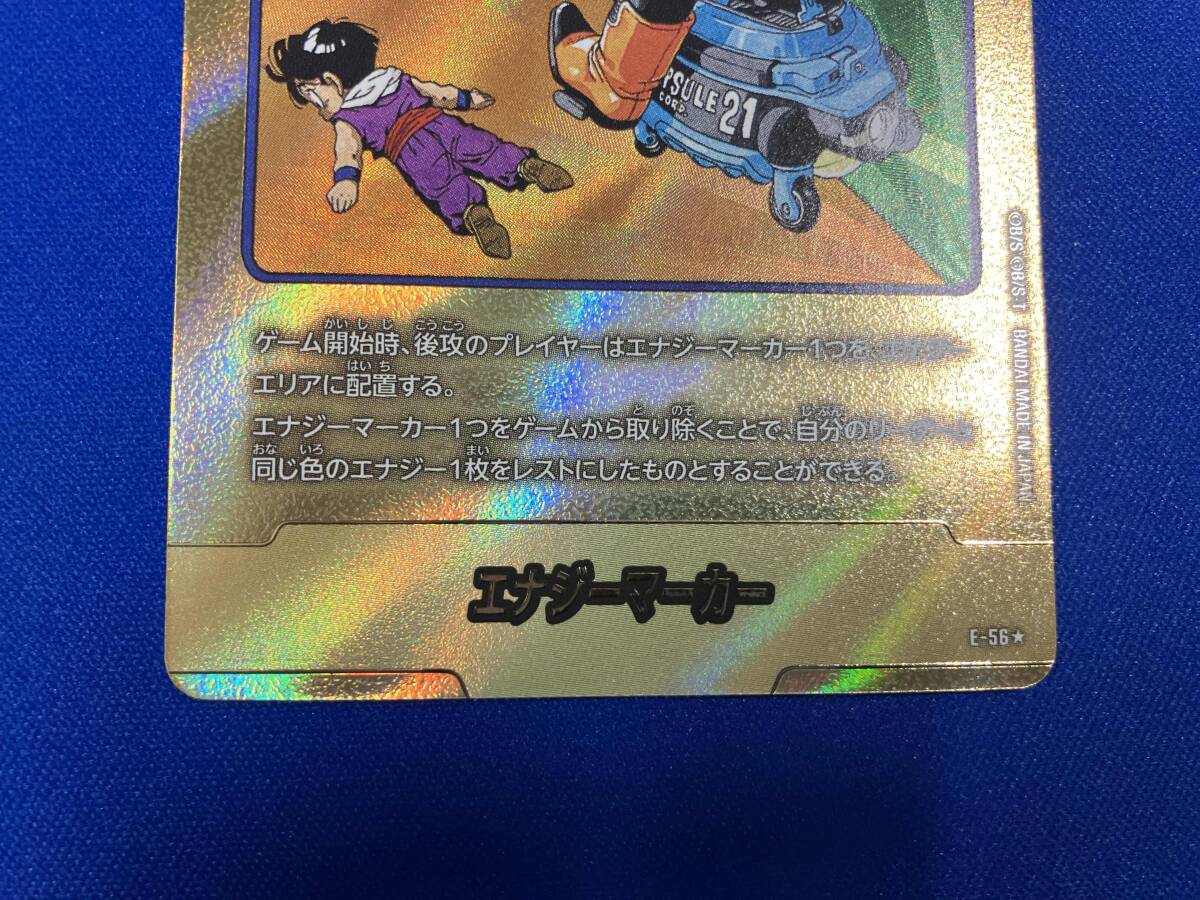 PSULE 21
CORP.
ゲーム開始時、後攻のプレイヤーはエナジーマーカー1つを、
エリアに配置する。
エナジーマーカー1つをゲームから取り除くことで、自分の
同じ色のエナジー1枚をレストにしたものとすることができる。
エナジーマーカー
E-56★
©B/S ©B/S T BANDAI MADE IN JAPAN